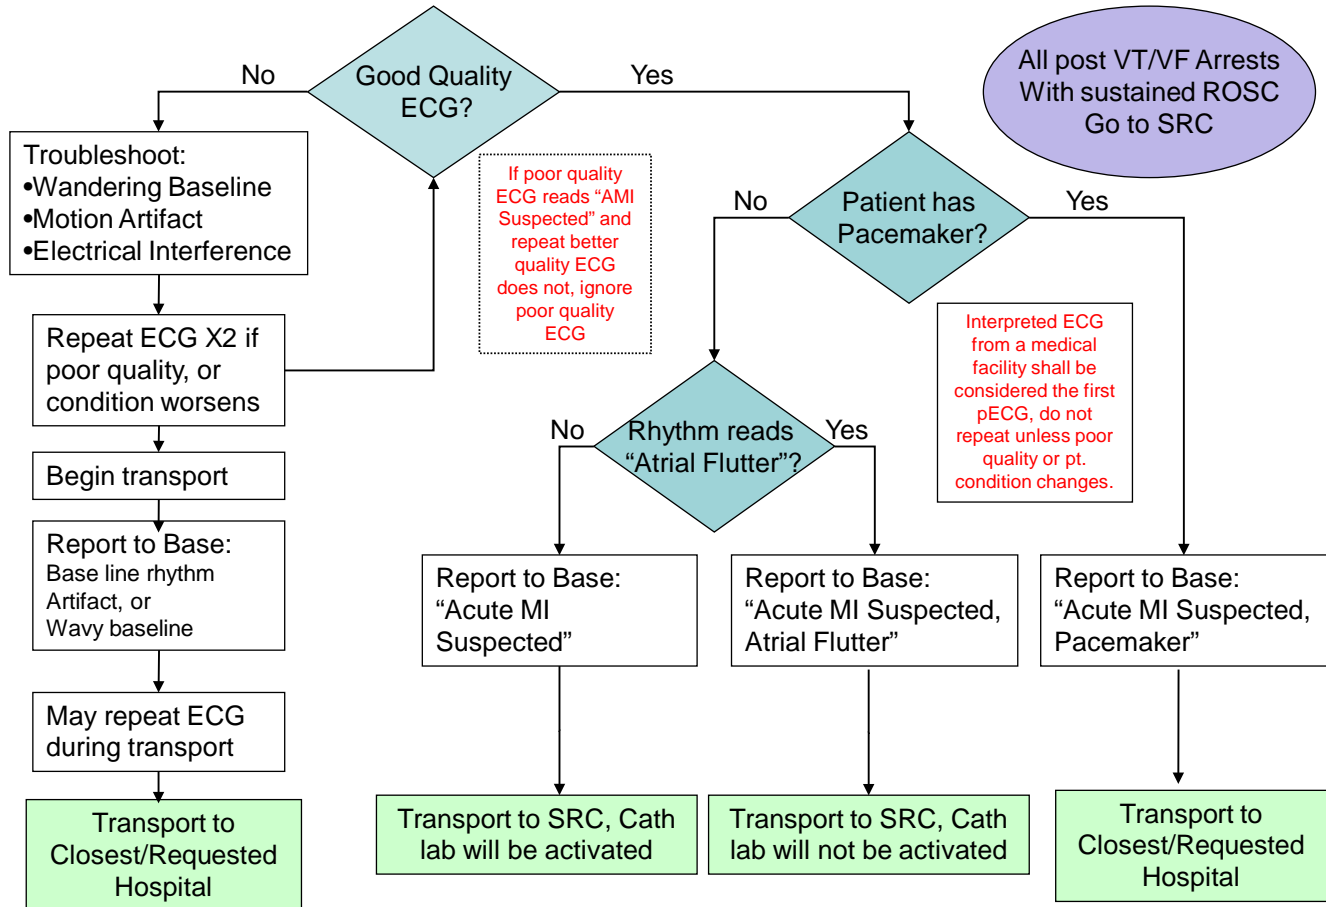 No
Good Quality
ECG?
Yes
All post VT/VF Arrests
With sustained ROSC
Go to SRC
Troubleshoot:
•Wandering Baseline
•Motion Artifact
•Electrical Interference
If poor quality
ECG reads “AMI
Suspected” and
repeat better
quality ECG
does not, ignore
poor quality
ECG
No
Patient has
Pacemaker?
Yes
Repeat ECG X2 if
poor quality, or
condition worsens
Interpreted ECG
from a medical
facility shall be
considered the first
pECG, do not
repeat unless poor
quality or pt.
condition changes.
No
Rhythm reads
“Atrial Flutter”?
Yes
Begin transport
Report to Base:
Base line rhythm
Artifact, or
Wavy baseline
Report to Base:
“Acute MI
Suspected”
Report to Base:
“Acute MI Suspected,
Atrial Flutter”
Report to Base:
“Acute MI Suspected,
Pacemaker”
May repeat ECG
during transport
Transport to
Closest/Requested
Hospital
Transport to SRC, Cath
lab will be activated
Transport to SRC, Cath
lab will not be activated
Transport to
Closest/Requested
Hospital